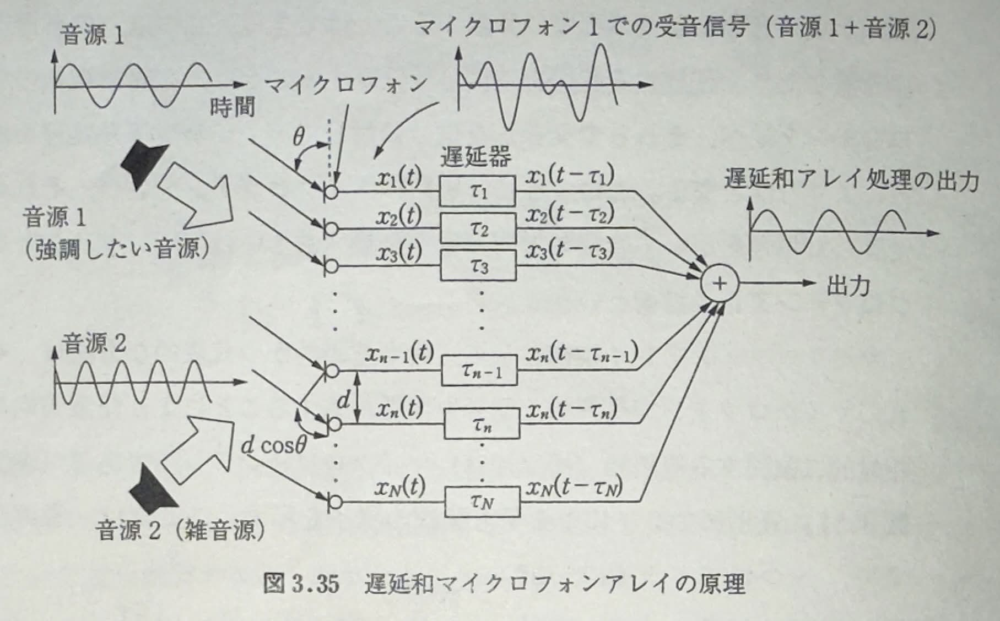 音源1
マイクロフォン1での受音信号（音源1＋音源2）
時間
マイクロフォン
θ
遅延器
x1(t)
τ1
x1(t−τ1)
遅延和アレイ処理の出力
音源1
（強調したい音源）
x2(t)
τ2
x2(t−τ2)
x3(t)
τ3
x3(t−τ3)
+
出力
音源2
xn−1(t)
τn−1
xn(t−τn−1)
d
xn(t)
τn
xn(t−τn)
d cosθ
xN(t)
τN
xN(t−τN)
音源2（雑音源）
図3.35　遅延和マイクロフォンアレイの原理